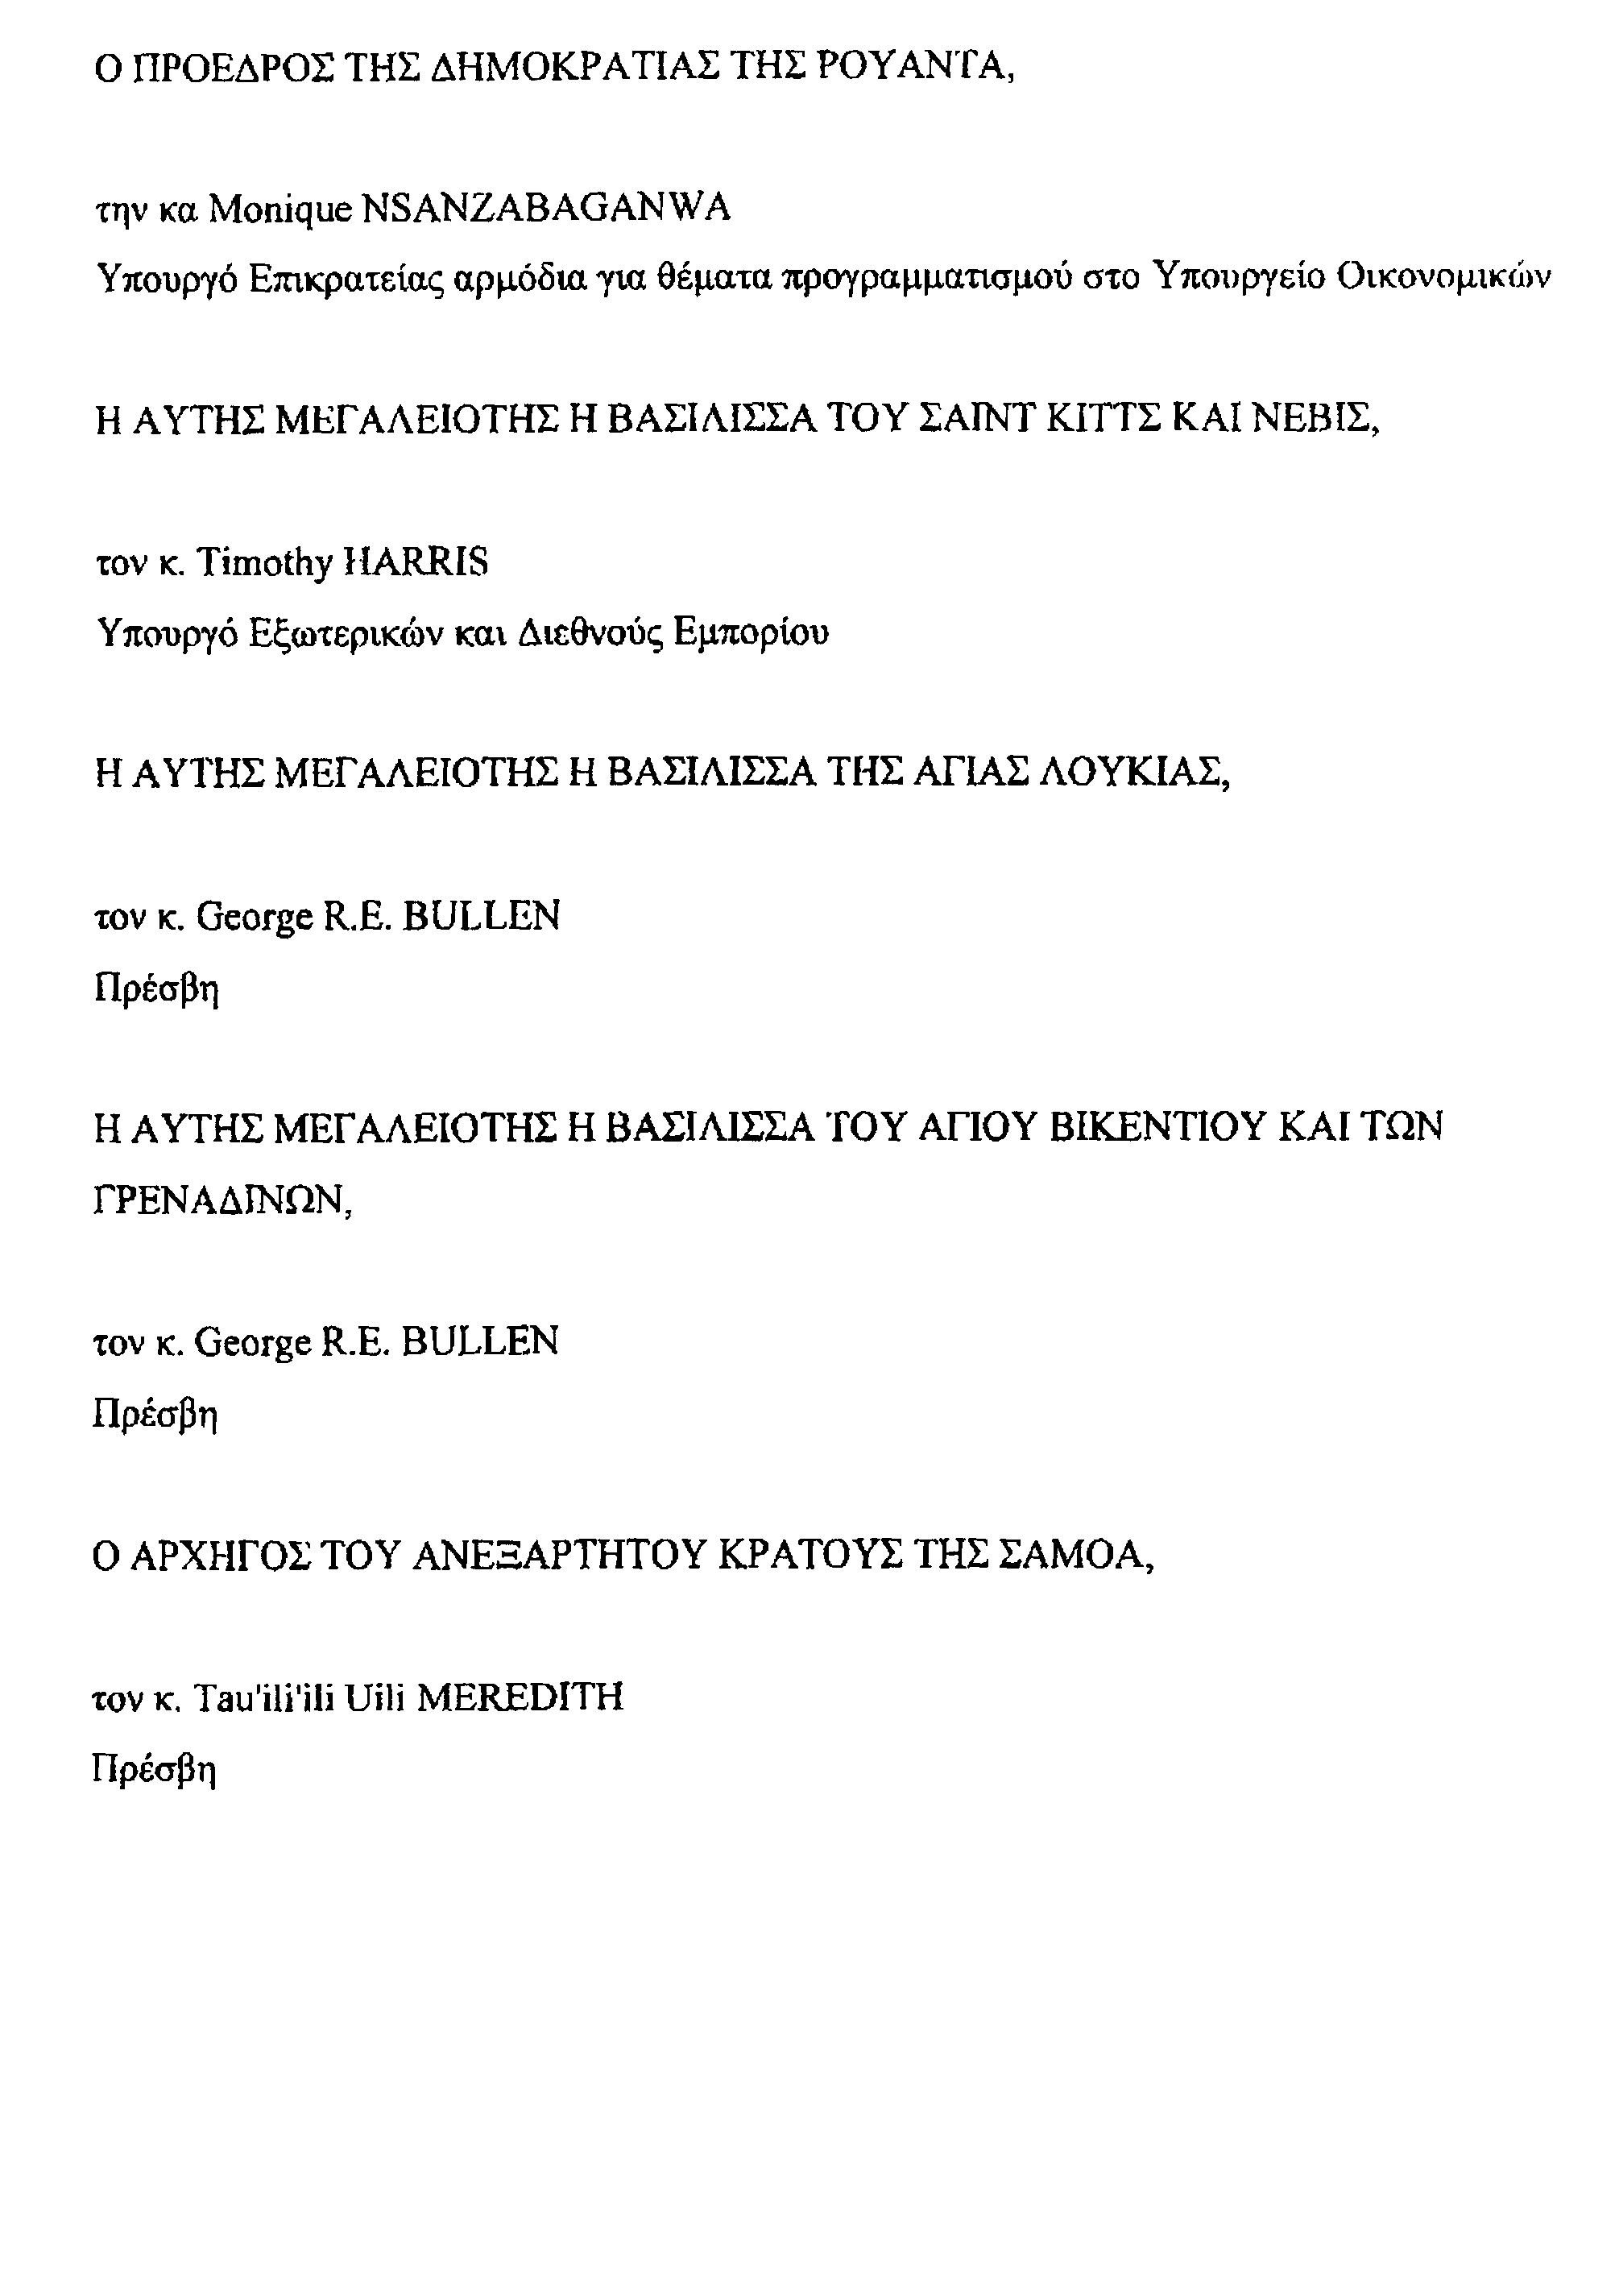 Ο ΠΡΟΕΔΡΟΣ ΤΗΣ ΔΗΜΟΚΡΑΤΙΑΣ ΤΗΣ ΡΟΥΑΝΤΑ,
την κα Monique NSANZABAGANWA
Υπουργό Επικρατείας αρμόδια για θέματα προγραμματισμού στο Υπουργείο Οικονομικών
Η ΑΥΤΗΣ ΜΕΓΑΛΕΙΟΤΗΣ Η ΒΑΣΙΛΙΣΣΑ ΤΟΥ ΣΑΙΝΤ ΚΙΤΤΣ ΚΑΙ ΝΕΒΙΣ,
τον κ. Timothy HARRIS
Υπουργό Εξωτερικών και Διεθνούς Εμπορίου
Η ΑΥΤΗΣ ΜΕΓΑΛΕΙΟΤΗΣ Η ΒΑΣΙΛΙΣΣΑ ΤΗΣ ΑΓΙΑΣ ΛΟΥΚΙΑΣ,
τον κ. George R.E. BULLEN
Πρέσβη
Η ΑΥΤΗΣ ΜΕΓΑΛΕΙΟΤΗΣ Η ΒΑΣΙΛΙΣΣΑ ΤΟΥ ΑΓΙΟΥ ΒΙΚΕΝΤΙΟΥ ΚΑΙ ΤΩΝ
ΓΡΕΝΑΔΙΝΩΝ,
τον κ. George R.E. BULLEN
Πρέσβη
Ο ΑΡΧΗΓΟΣ ΤΟΥ ΑΝΕΞΑΡΤΗΤΟΥ ΚΡΑΤΟΥΣ ΤΗΣ ΣΑΜΟΑ,
τον κ. Tau'ili'ili Uili MEREDITH
Πρέσβη